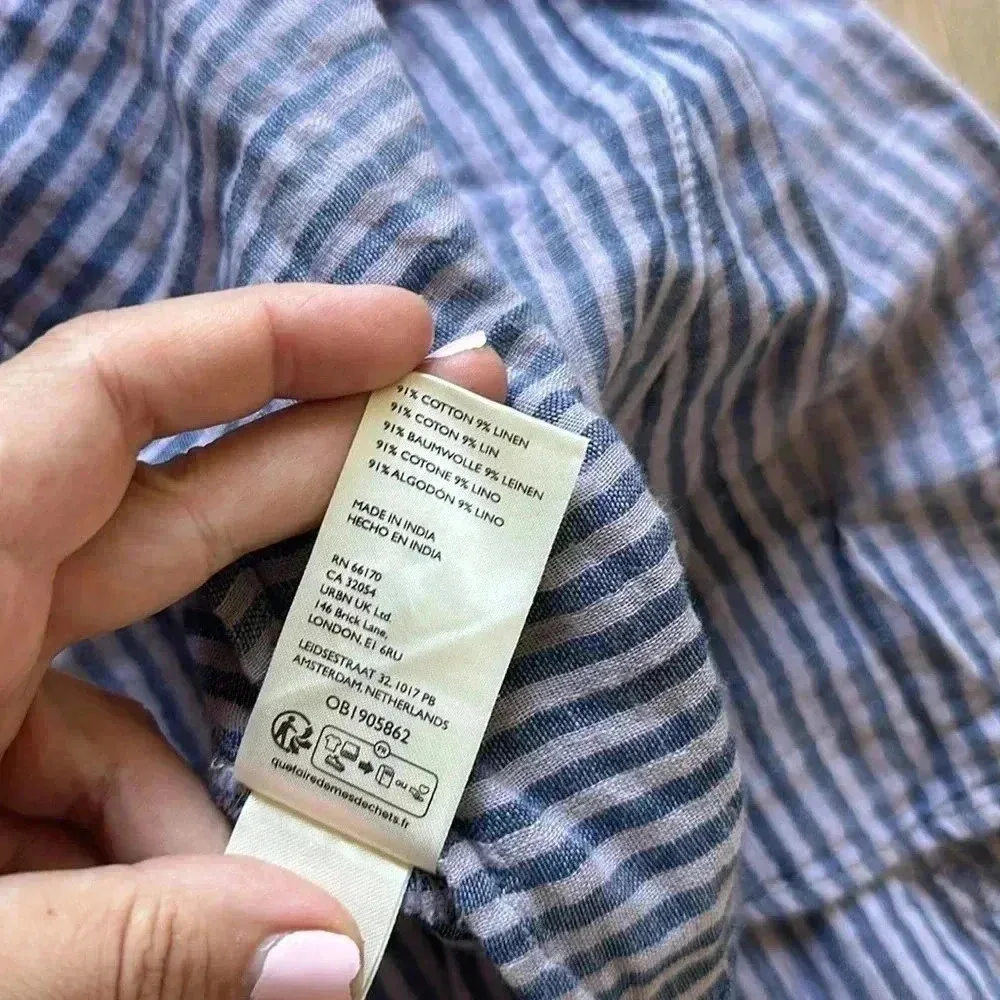 91% COTTON 9% LINEN
91% COTON 9% LIN
91% BAUMWOLLE 9% LEINEN
91% COTONE 9% LINO
91% ALGODÓN 9% LINO
MADE IN INDIA
HECHO EN INDIA
RN 66170
CA 32054
URBN UK Ltd.
146 Brick Lane,
LONDON, E1 6RU
LEIDSESTRAAT 32, 1017 PB
AMSTERDAM, NETHERLANDS
OB1905862
FR
OU
quefairedemesdechets.fr